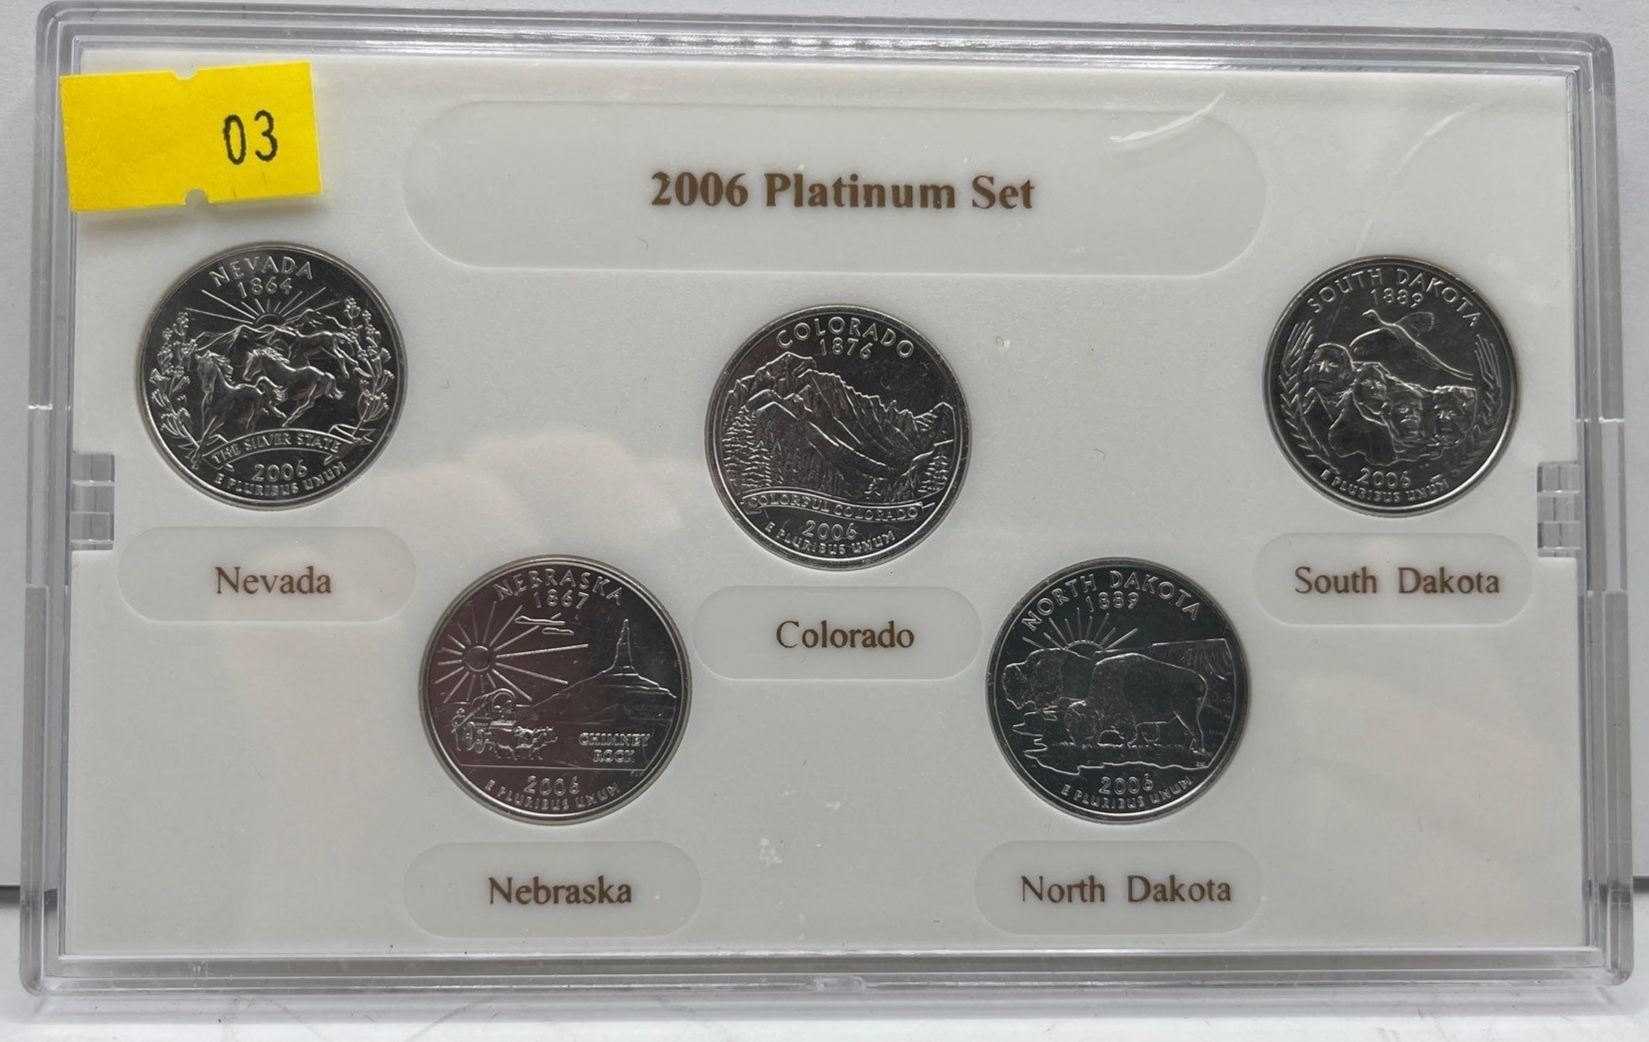 03
2006 Platinum Set
NEVADA
1864
THE SILVER STATE
2006
E PLURIBUS UNUM
Nevada
NEBRASKA
1867
CHIMNEY
ROCK
2006
E PLURIBUS UNUM
Nebraska
COLORADO
1876
COLORFUL COLORADO
2006
E PLURIBUS UNUM
Colorado
NORTH DAKOTA
1889
2006
E PLURIBUS UNUM
North Dakota
SOUTH DAKOTA
1889
2006
E PLURIBUS UNUM
South Dakota